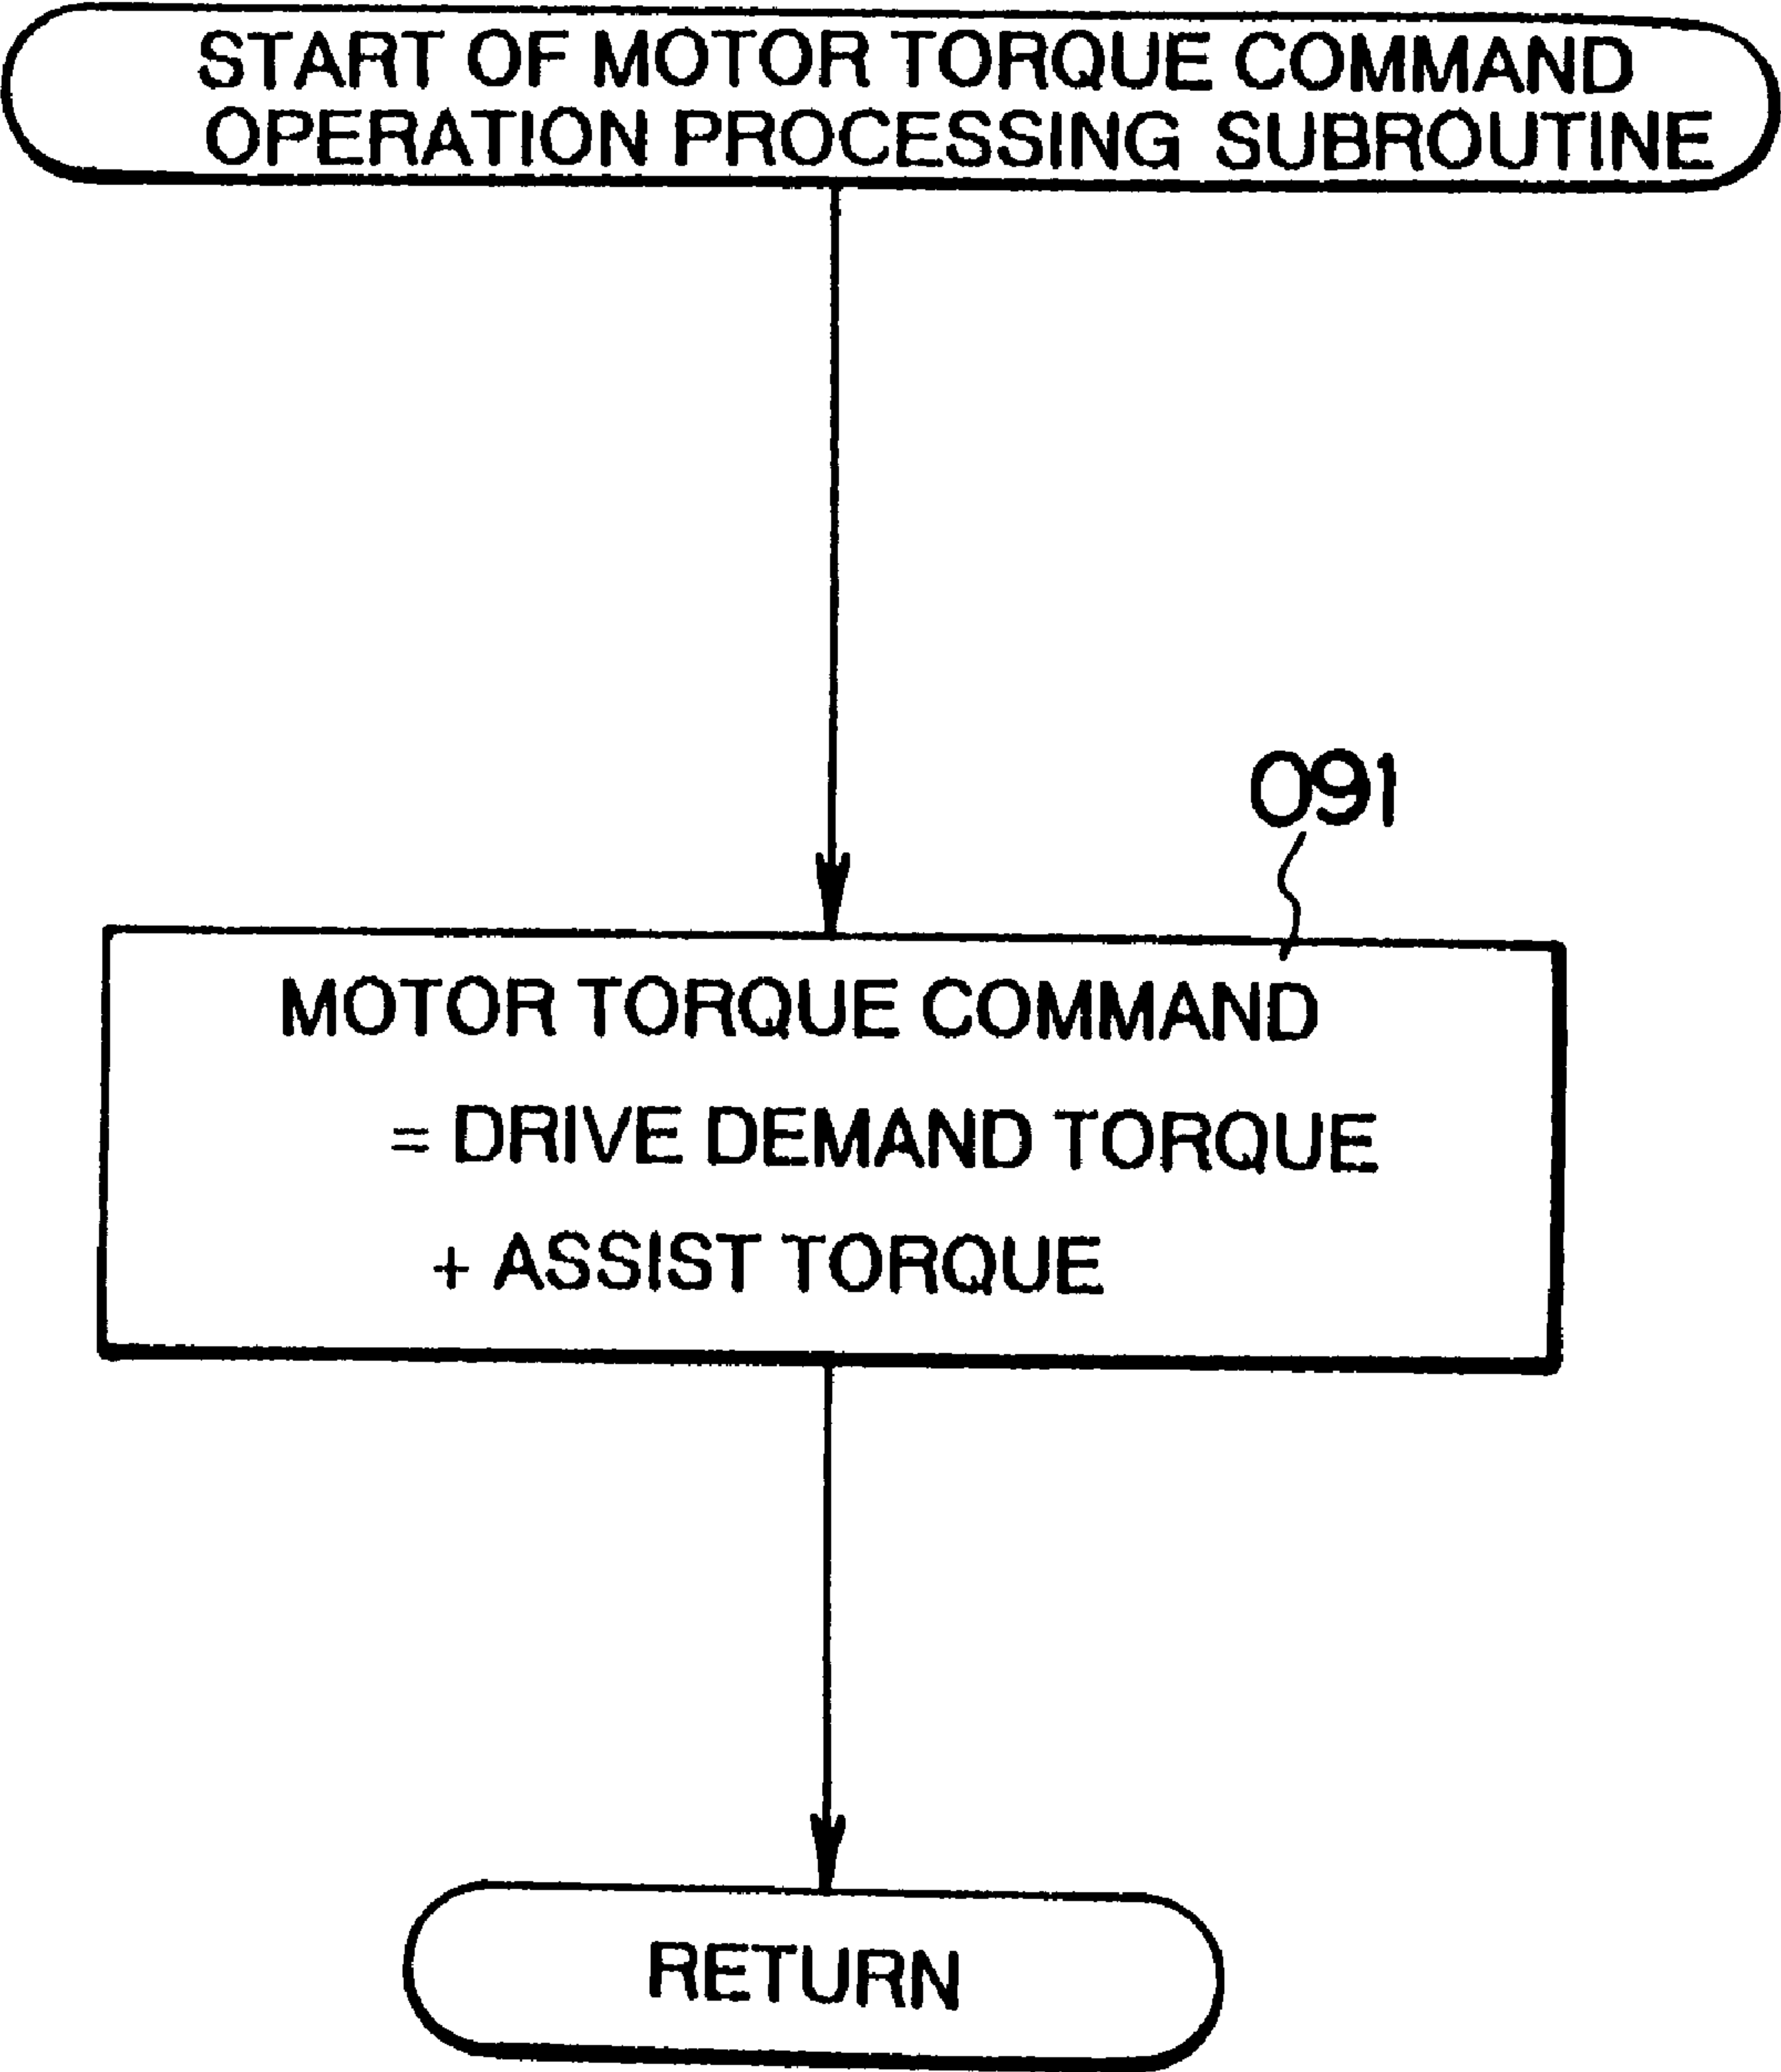 START OF MOTOR TORQUE COMMAND
OPERATION PROCESSING SUBROUTINE
091
MOTOR TORQUE COMMAND
= DRIVE DEMAND TORQUE
+ ASSIST TORQUE
RETURN